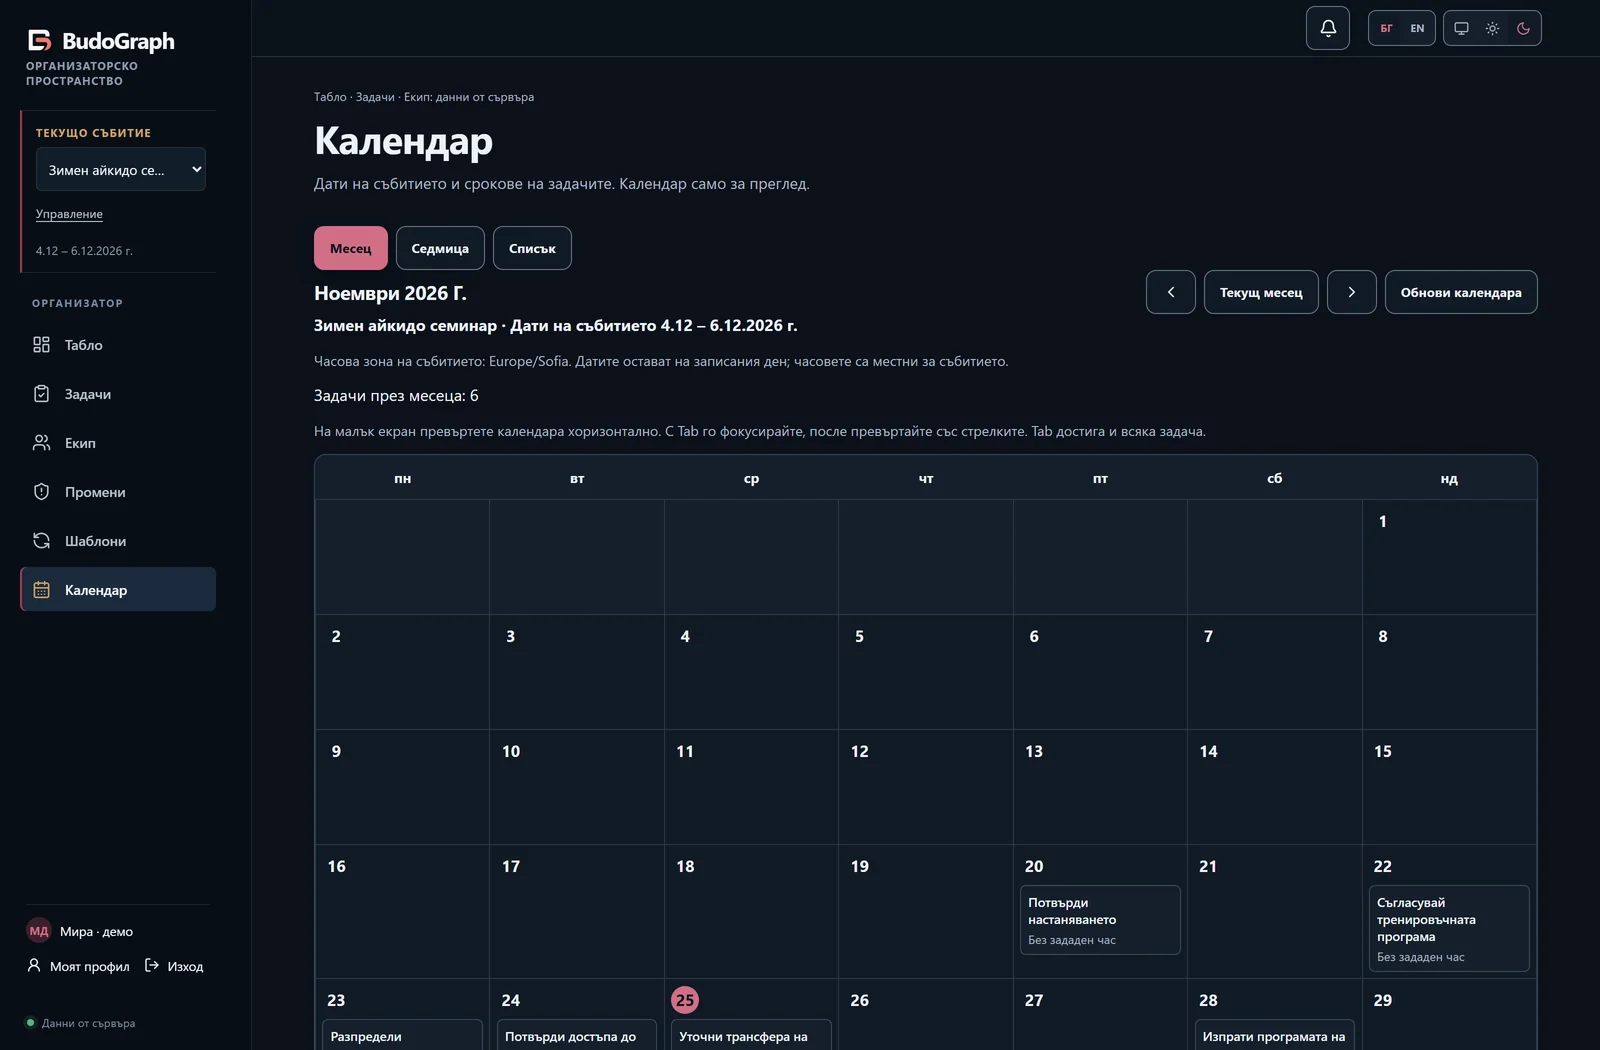 BudoGraph
ОРГАНИЗАТОРСКО
ПРОСТРАНСТВО
ТЕКУЩО СЪБИТИЕ
Зимен айкидо се...
Управление
4.12 – 6.12.2026 г.
ОРГАНИЗАТОР
Табло
Задачи
Екип
Промени
Шаблони
Календар
МД Мира · демо
Моят профил Изход
Данни от сървъра
БГ EN
Табло · Задачи · Екип: данни от сървъра
Календар
Дати на събитието и срокове на задачите. Календар само за преглед.
Месец Седмица Списък
Ноември 2026 Г.
Текущ месец Обнови календара
Зимен айкидо семинар · Дати на събитието 4.12 – 6.12.2026 г.
Часова зона на събитието: Europe/Sofia. Датите остават на записания ден; часовете са местни за събитието.
Задачи през месеца: 6
На малък екран превъртете календара хоризонтално. С Tab го фокусирайте, после превъртайте със стрелките. Tab достига и всяка задача.
пн вт ср чт пт сб нд
1
2 3 4 5 6 7 8
9 10 11 12 13 14 15
16 17 18 19 20 21 22
Потвърди
настаняването
Без зададен час
Съгласувай
тренировъчната
програма
Без зададен час
23 24 25 26 27 28 29
Разпредели
Потвърди достъпа до
Уточни трансфера на
Изпрати програмата на